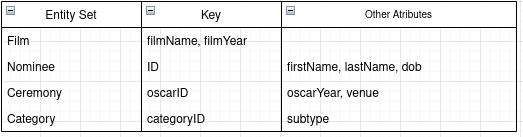 Entity Set Key Other Atributes
Film filmName, filmYear
Nominee ID firstName, lastName, dob
Ceremony oscarID oscarYear, venue
Category categoryID subtype